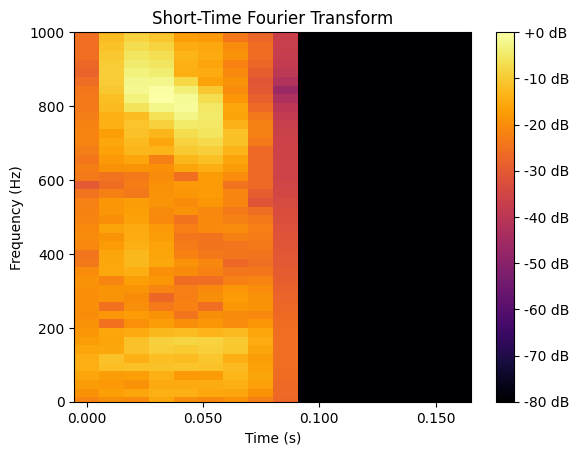 Short-Time Fourier Transform
1000
800
600
400
200
0
Frequency (Hz)
0.000
0.050
0.100
0.150
Time (s)
+0 dB
-10 dB
-20 dB
-30 dB
-40 dB
-50 dB
-60 dB
-70 dB
-80 dB